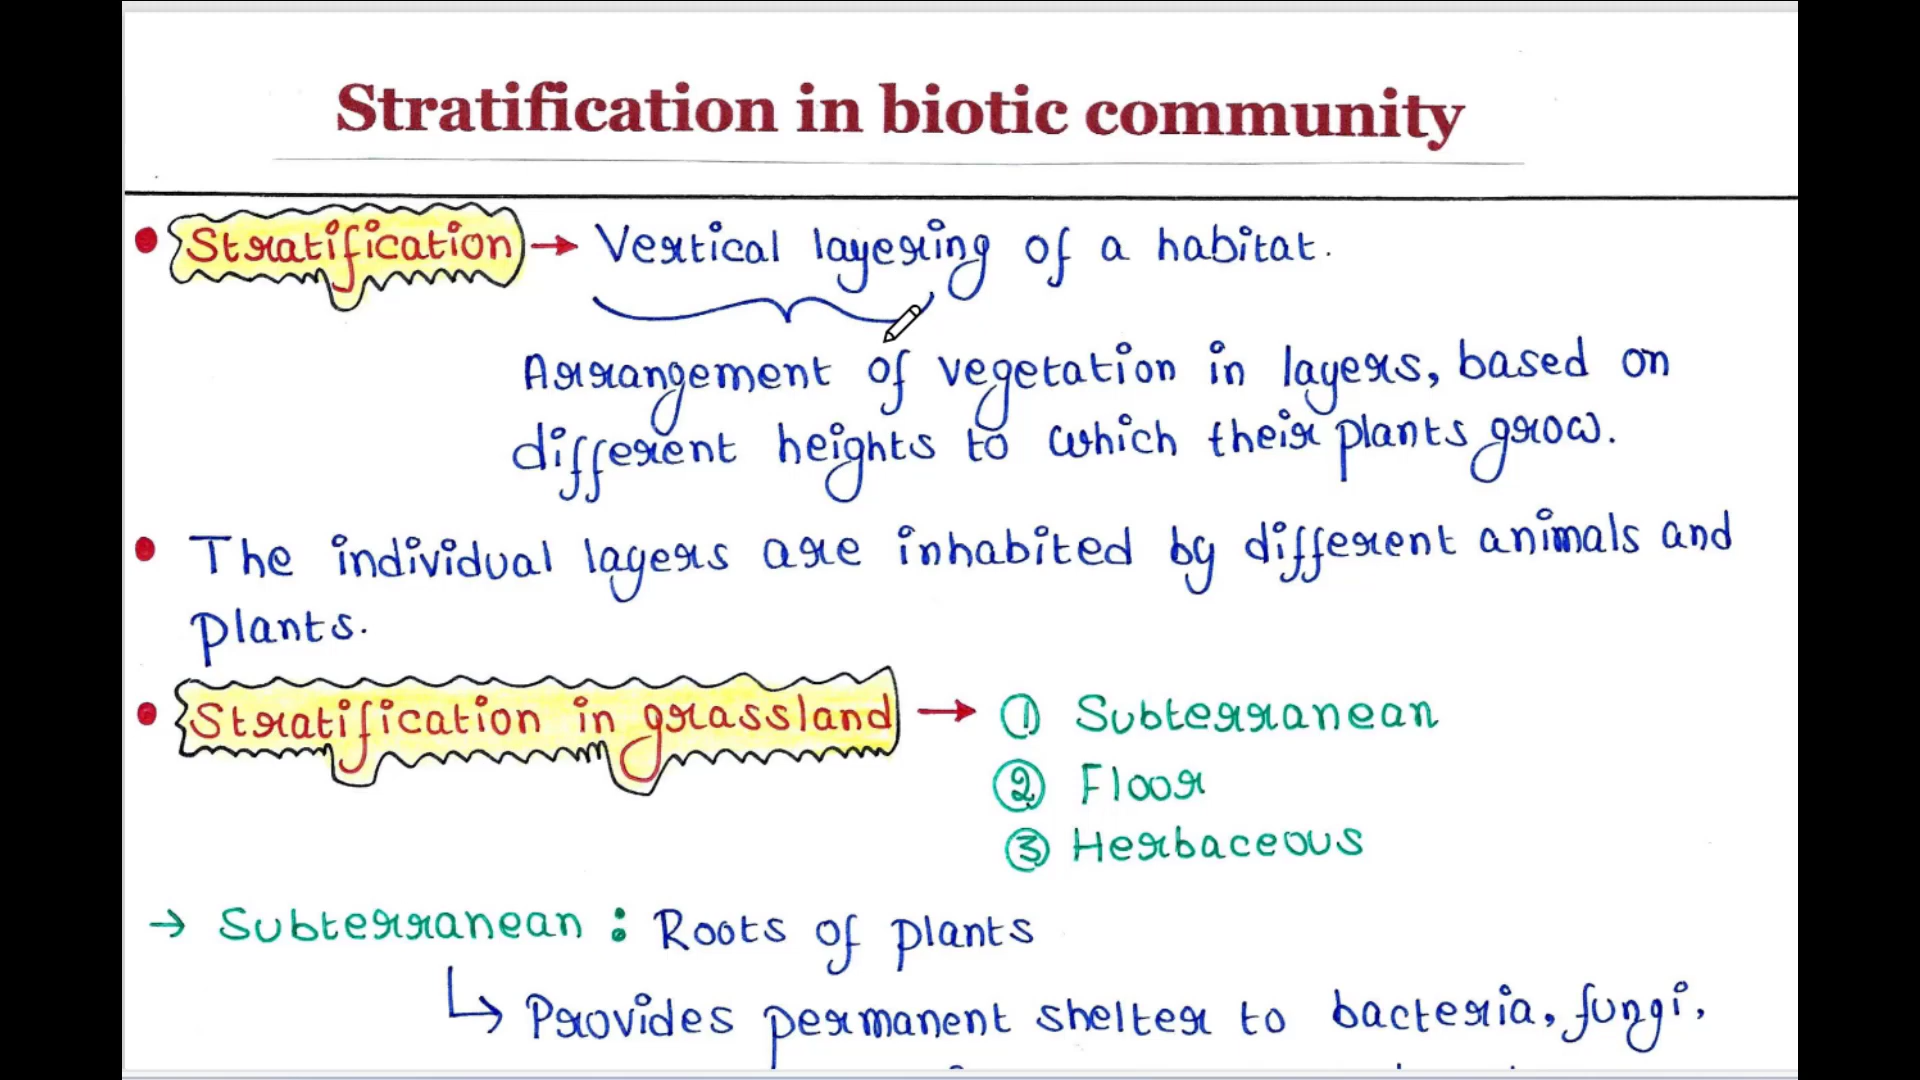 Stratification in biotic community
• Stratification → Vertical layering of a habitat.
Arrangement of vegetation in layers, based on
different heights to which their plants grow.
• The individual layers are inhabited by different animals and
plants.
• Stratification in grassland → ① Subterranean
② Floor
③ Herbaceous
→ Subterranean : Roots of plants
↳ Provides permanent shelter to bacteria, fungi,